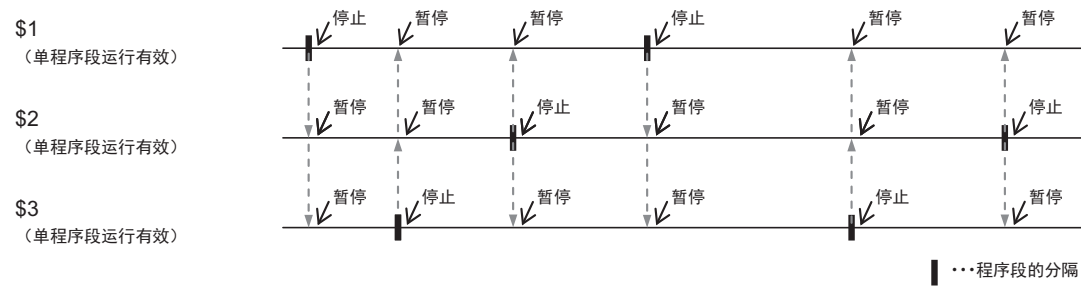 停止 暂停 暂停 停止 暂停 暂停
$1
（单程序段运行有效）
暂停 暂停 停止 暂停 暂停 停止
$2
（单程序段运行有效）
暂停 停止 暂停 暂停 停止 暂停
$3
（单程序段运行有效）
···程序段的分隔